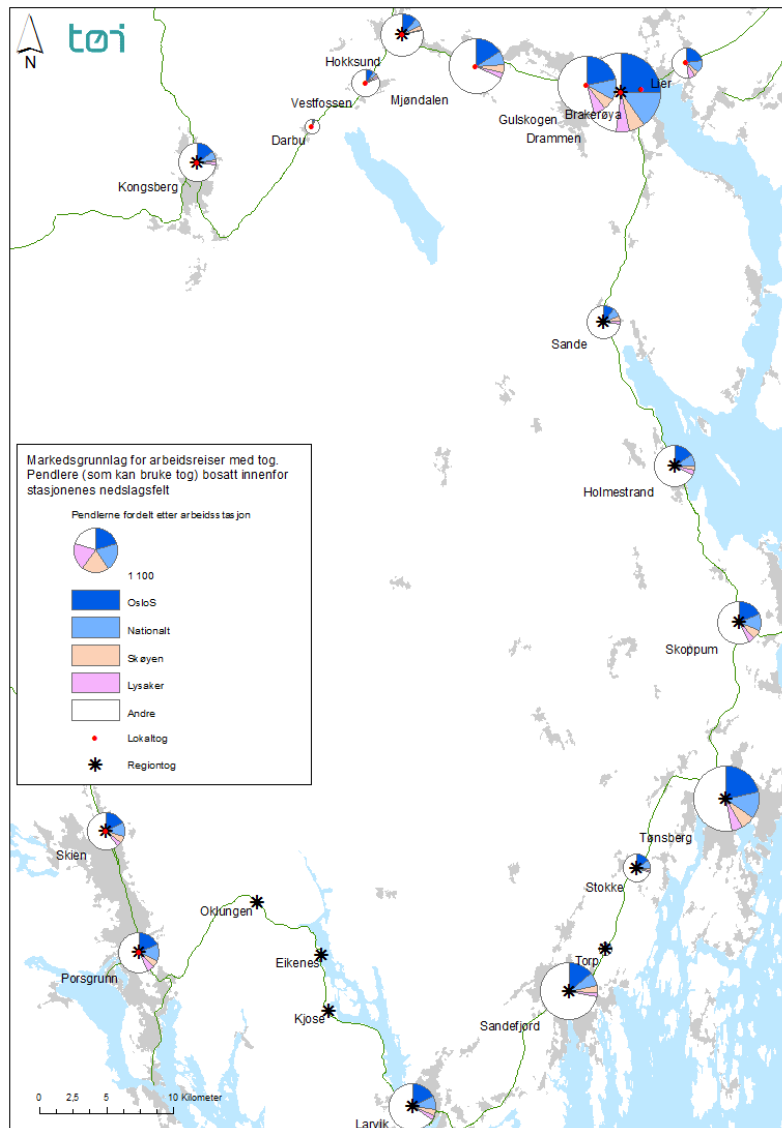 tøi
N
Hokksund
Lier
Vestfossen
Mjøndalen
Gulskogen
Brakerøya
Drammen
Darbu
Kongsberg
Sande
Markedsgrunnlag for arbeidsreiser med tog.
Pendlere (som kan bruke tog) bosatt innenfor
stasjonenes nedslagsfelt
Pendlerne fordelt etter arbeidsstasjon
1 100
OsloS
Nationalt
Skøyen
Lysaker
Andre
Lokaltog
Regiontog
Holmestrand
Skoppum
Tønsberg
Skien
Stokke
Oklungen
Torp
Eikenes
Porsgrunn
Kjose
Sandefjord
0 2,5 5 10 Kilometer
Larvik